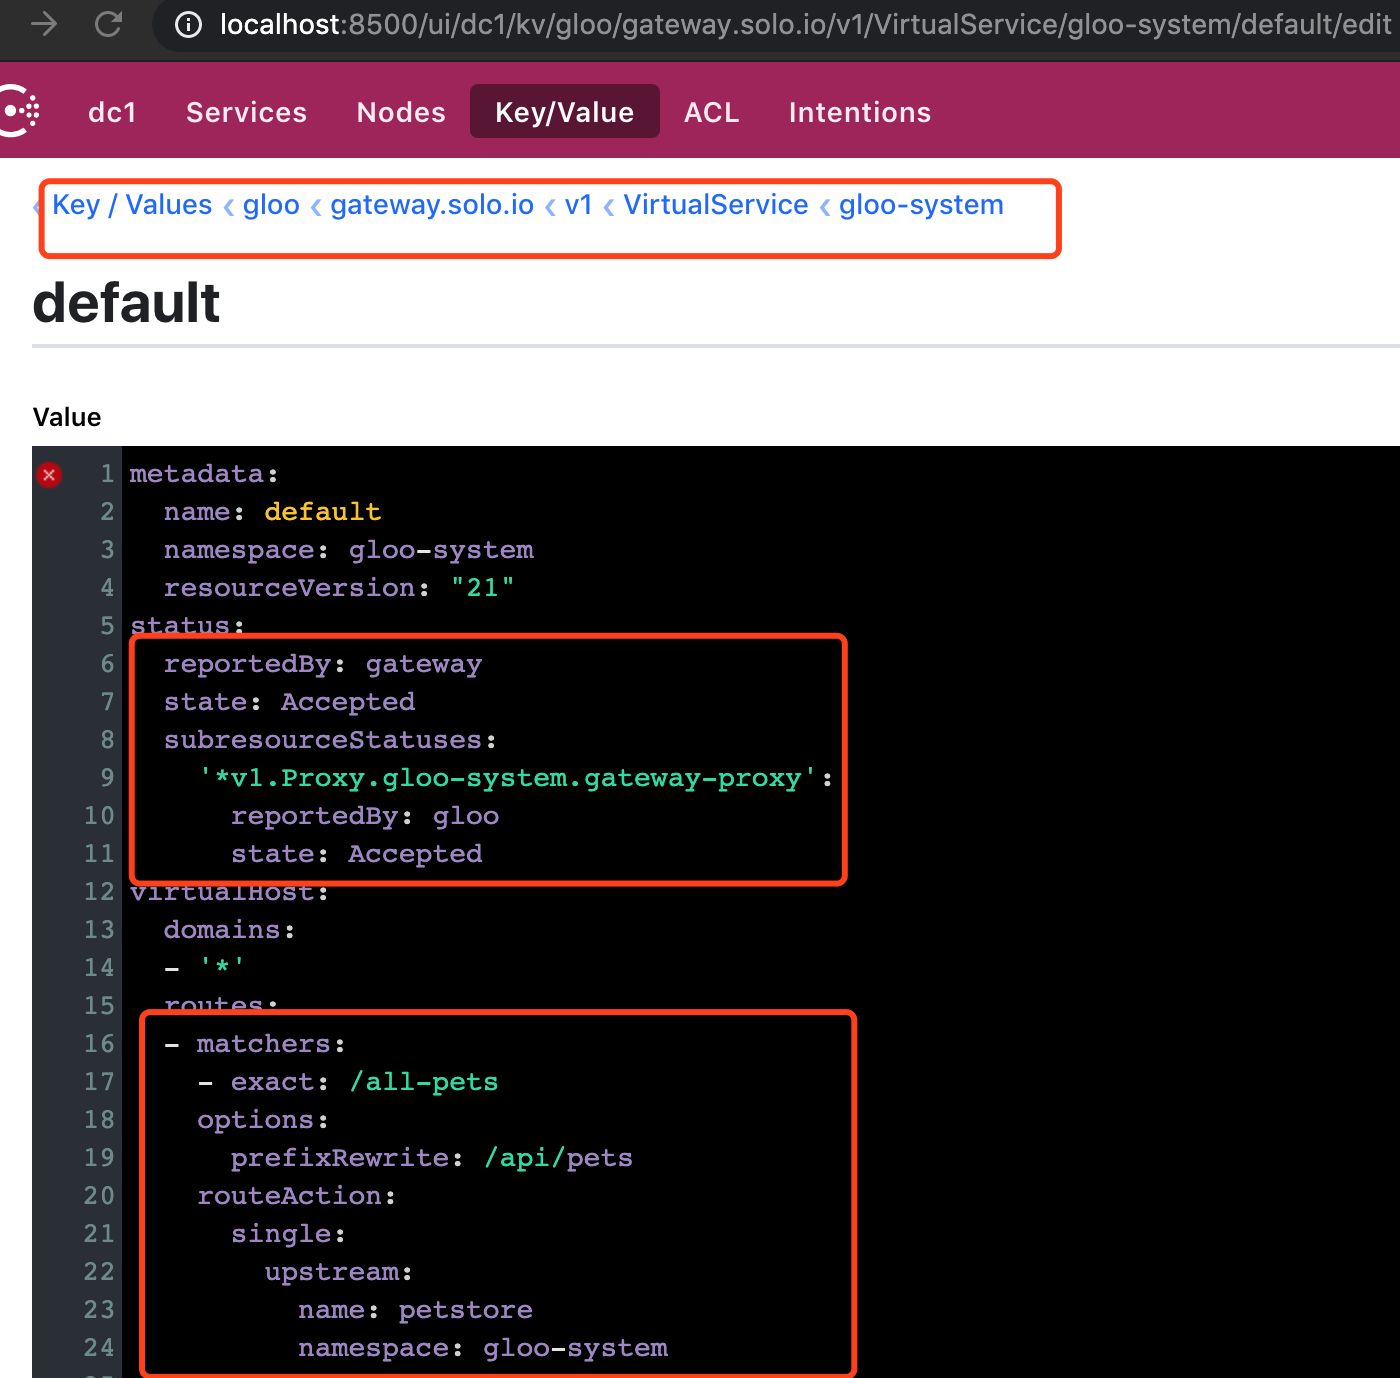 localhost:8500/ui/dc1/kv/gloo/gateway.solo.io/v1/VirtualService/gloo-system/default/edit
dc1 Services Nodes Key/Value ACL Intentions
‹ Key / Values ‹ gloo ‹ gateway.solo.io ‹ v1 ‹ VirtualService ‹ gloo-system
default
Value
1 metadata:
2   name: default
3   namespace: gloo-system
4   resourceVersion: "21"
5 status:
6   reportedBy: gateway
7   state: Accepted
8   subresourceStatuses:
9     '*v1.Proxy.gloo-system.gateway-proxy':
10       reportedBy: gloo
11       state: Accepted
12 virtualHost:
13   domains:
14   - '*'
15   routes:
16   - matchers:
17     - exact: /all-pets
18     options:
19       prefixRewrite: /api/pets
20     routeAction:
21       single:
22         upstream:
23           name: petstore
24           namespace: gloo-system